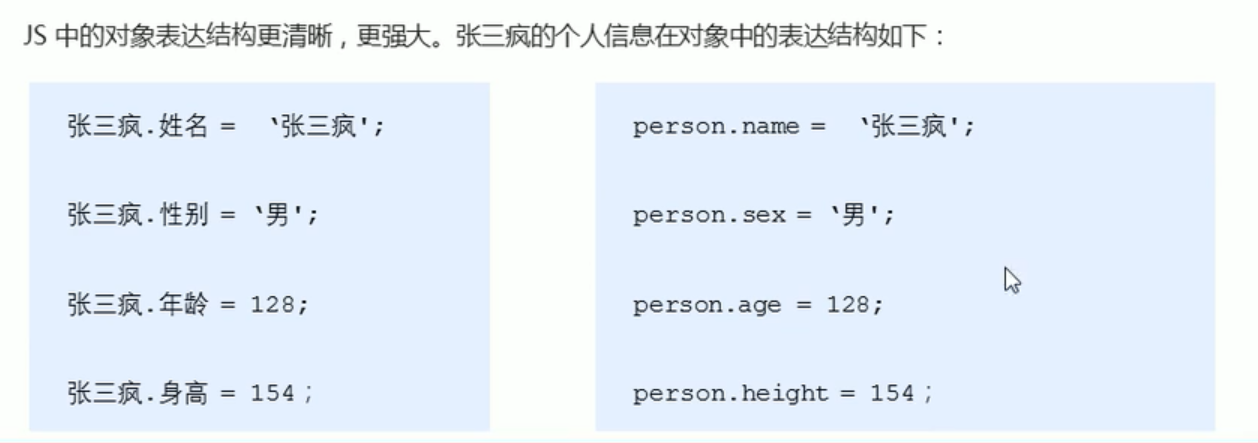 JS 中的对象表达结构更清晰，更强大。张三疯的个人信息在对象中的表达结构如下：
张三疯.姓名 = ‘张三疯';
张三疯.性别 = ‘男';
张三疯.年龄 = 128;
张三疯.身高 = 154；
person.name = ‘张三疯';
person.sex = ‘男';
person.age = 128;
person.height = 154；